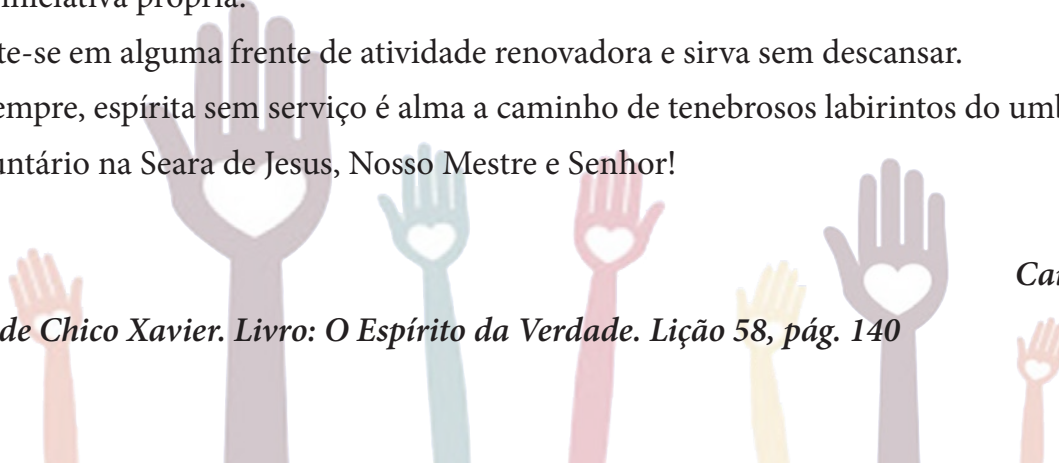 iniciativa própria.
te-se em alguma frente de atividade renovadora e sirva sem descansar.
empre, espírita sem serviço é alma a caminho de tenebrosos labirintos do umb
untário na Seara de Jesus, Nosso Mestre e Senhor!
Cai
de Chico Xavier. Livro: O Espírito da Verdade. Lição 58, pág. 140